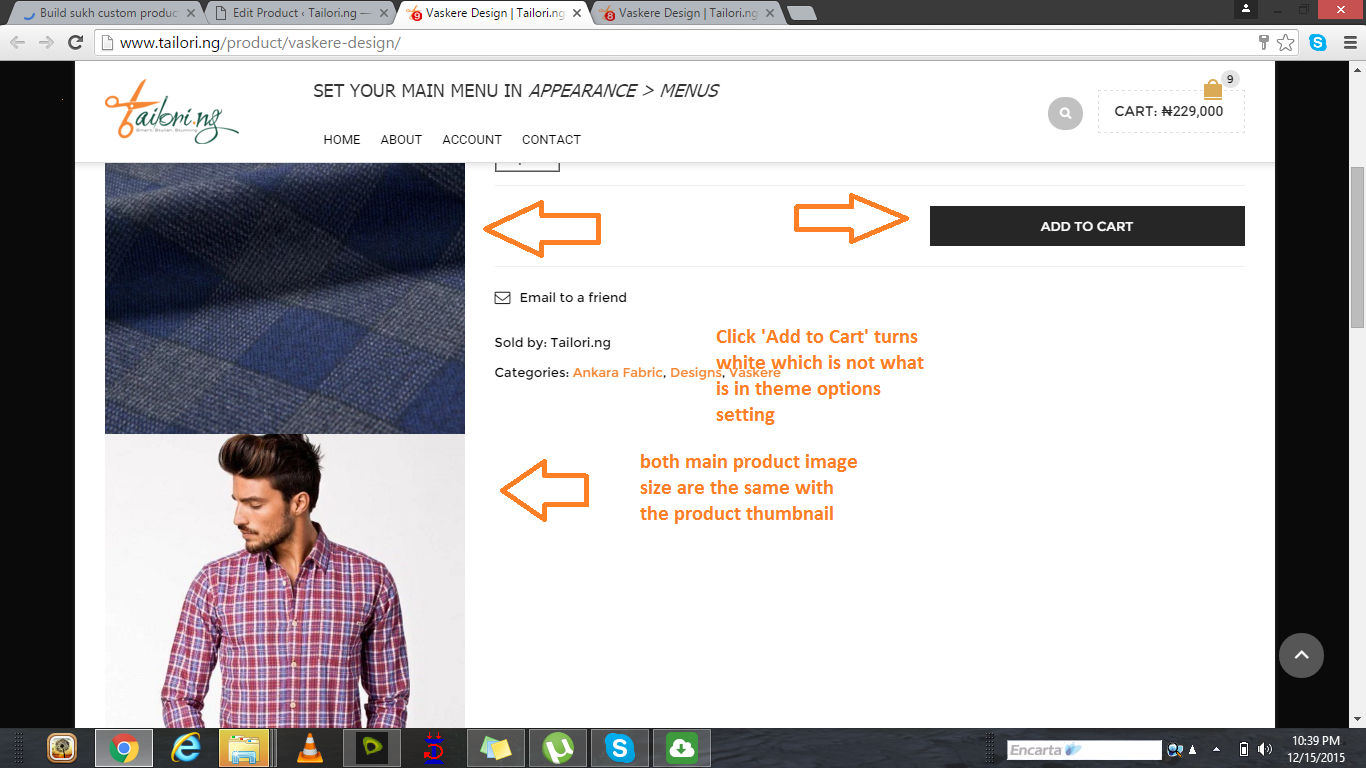 Build sukh custom produc
Edit Product ‹ Tailori.ng —
9
Vaskere Design | Tailori.ng
8
Vaskere Design | Tailori.ng
www.tailori.ng/product/vaskere-design/
Tailori.ng
SET YOUR MAIN MENU IN APPEARANCE > MENUS
HOME
ABOUT
ACCOUNT
CONTACT
9
CART: ₦229,000
ADD TO CART
Email to a friend
Sold by: Tailori.ng
Categories: Ankara Fabric, Designs, Vaskere
Click 'Add to Cart' turns
white which is not what
is in theme options
setting
both main product image
size are the same with
the product thumbnail
Encarta
10:39 PM
12/15/2015